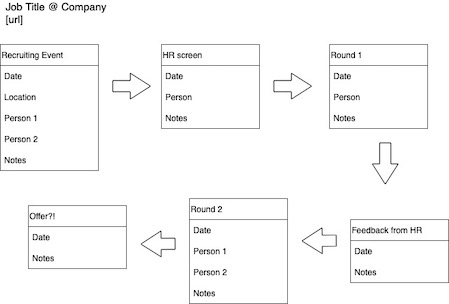 Job Title @ Company
[url]
Recruiting Event
Date
Location
Person 1
Person 2
Notes
HR screen
Date
Person
Notes
Round 1
Date
Person
Notes
Feedback from HR
Date
Notes
Round 2
Date
Person 1
Person 2
Notes
Offer?!
Date
Notes